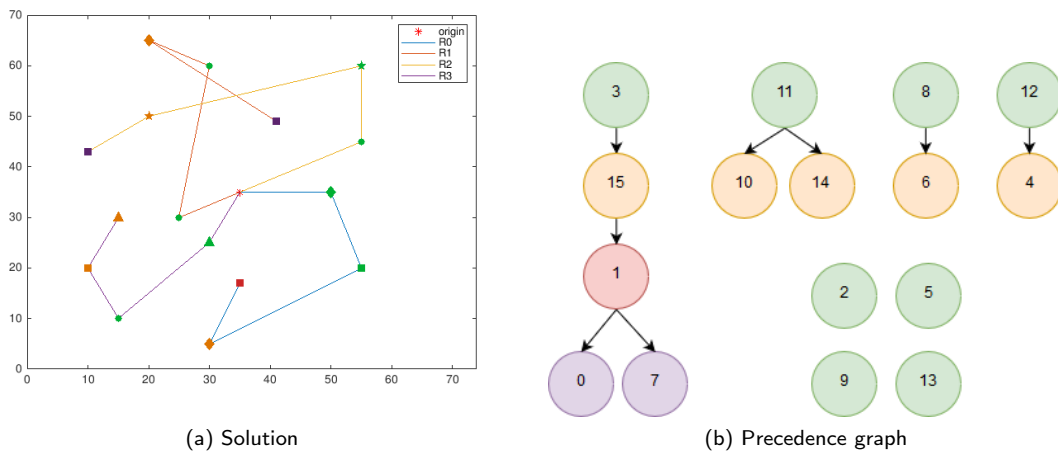 70
60
50
40
30
20
10
0
0 10 20 30 40 50 60 70
origin
R0
R1
R2
R3
(a) Solution
3 11 8 12
15 10 14 6 4
1
2 5
0 7 9 13
(b) Precedence graph